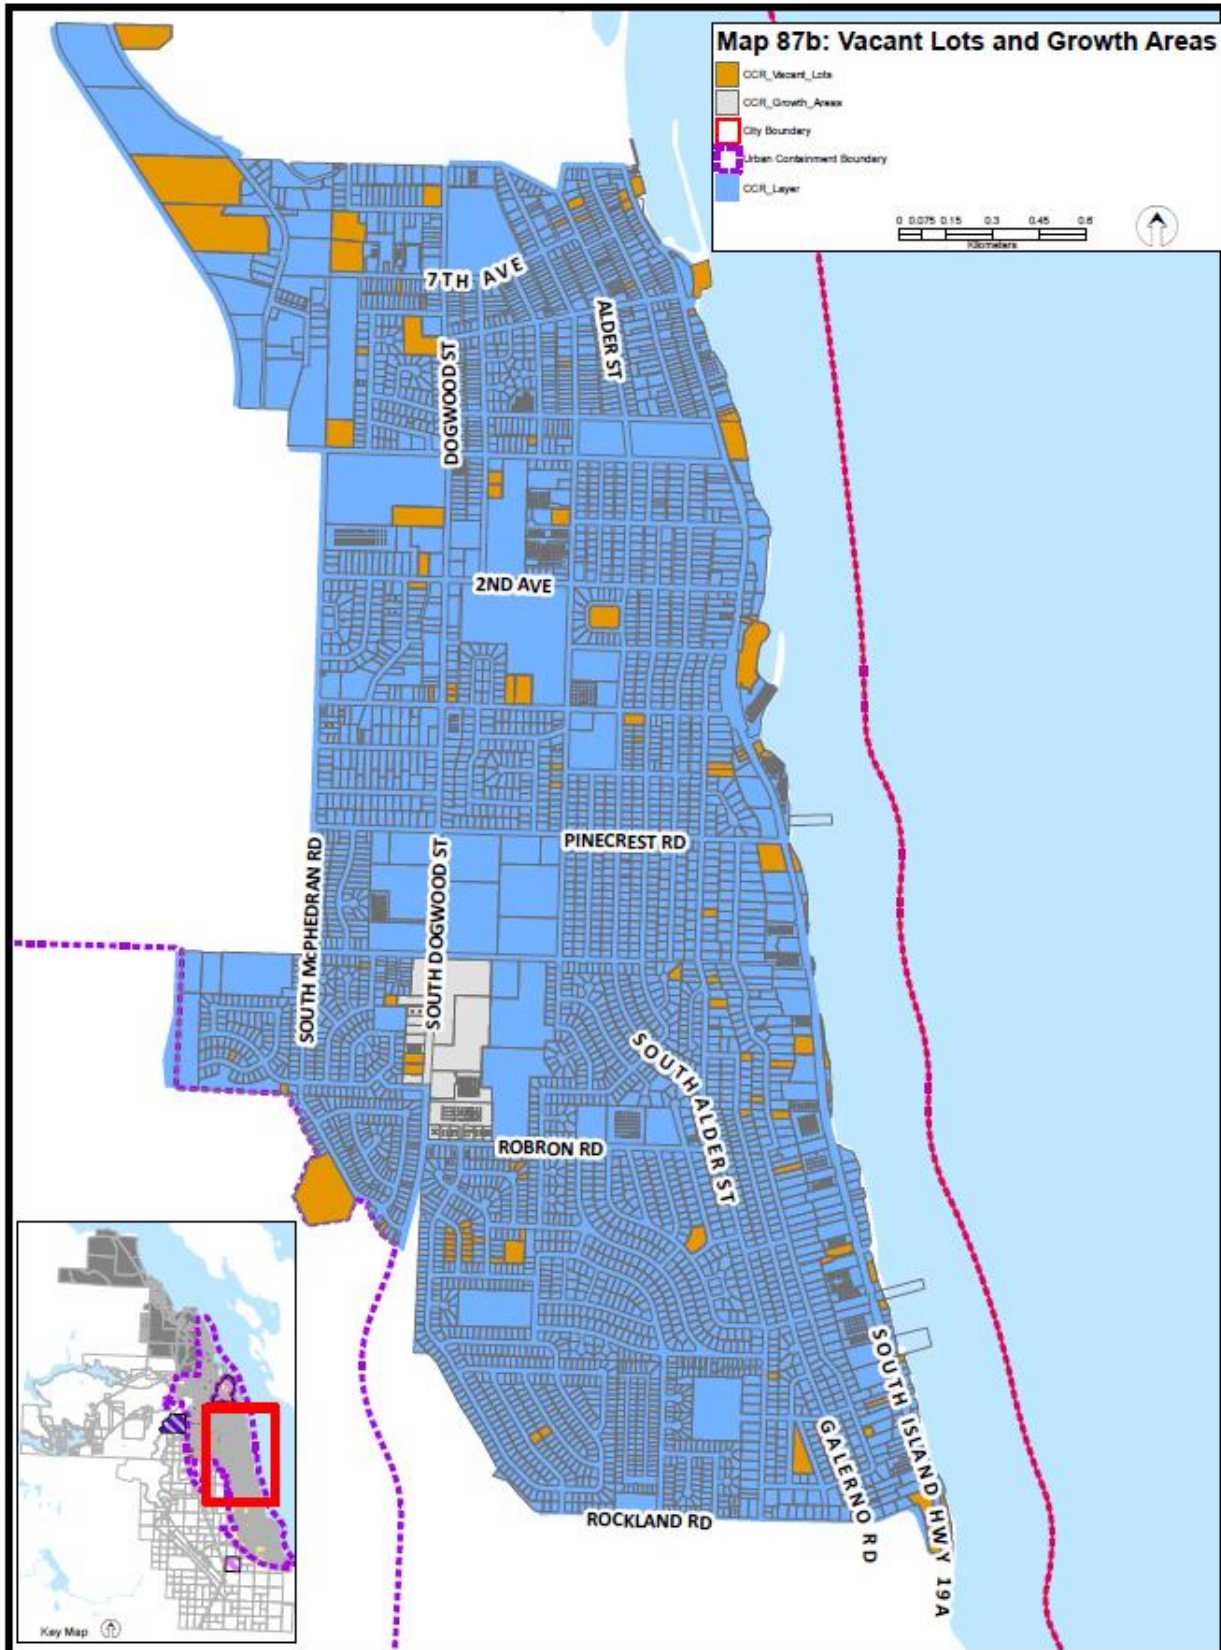 Map 87b: Vacant Lots and Growth Areas
CCR_Vacant_Lots
CCR_Growth_Areas
City Boundary
Urban Containment Boundary
CCR_Layer
0 0.075 0.15 0.3 0.45 0.6
Kilometers
7TH AVE
ALDER ST
DOGWOOD ST
2ND AVE
PINECREST RD
SOUTH McPHEDRAN RD
SOUTH DOGWOOD ST
SOUTH ALDER ST
ROBRON RD
SOUTH ISLAND HWY 19A
GALERNO RD
ROCKLAND RD
Key Map